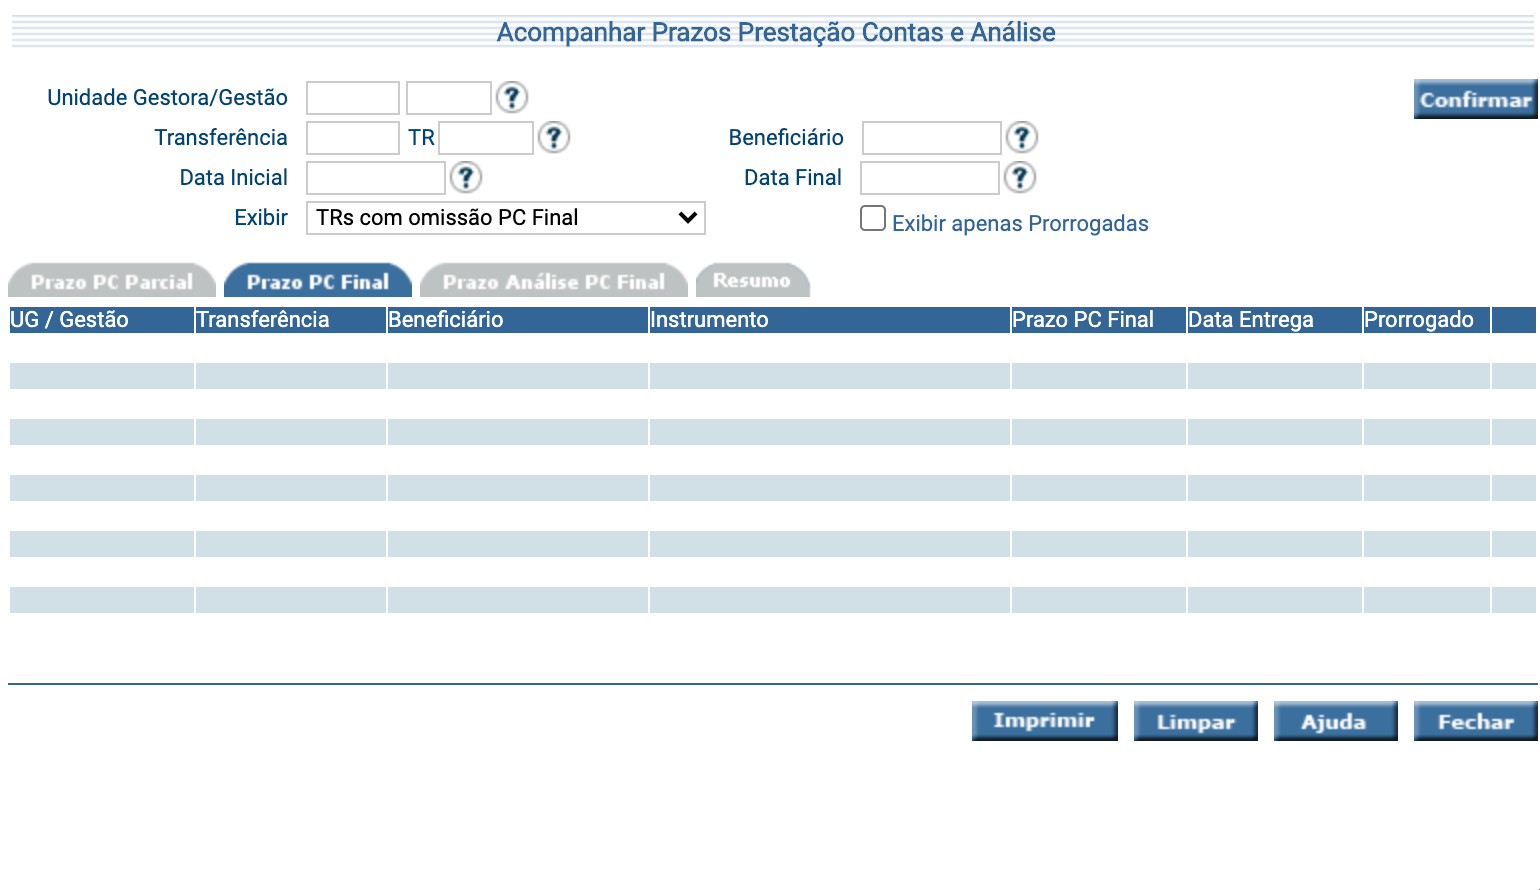 Acompanhar Prazos Prestação Contas e Análise
Unidade Gestora/Gestão ? Confirmar
Transferência TR ? Beneficiário ?
Data Inicial ? Data Final ?
Exibir TRs com omissão PC Final Exibir apenas Prorrogadas
Prazo PC Parcial Prazo PC Final Prazo Análise PC Final Resumo
UG / Gestão Transferência Beneficiário Instrumento Prazo PC Final Data Entrega Prorrogado
Imprimir Limpar Ajuda Fechar